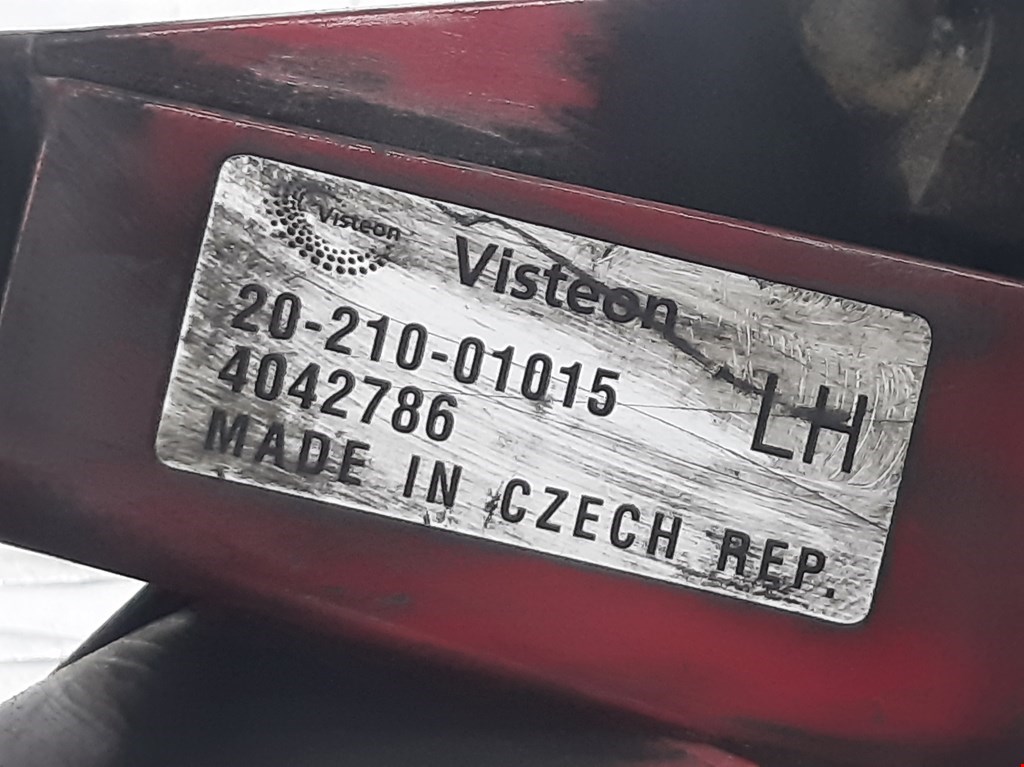 Visteon
Visteon
20-210-01015
LH
4042786
MADE IN CZECH REP.